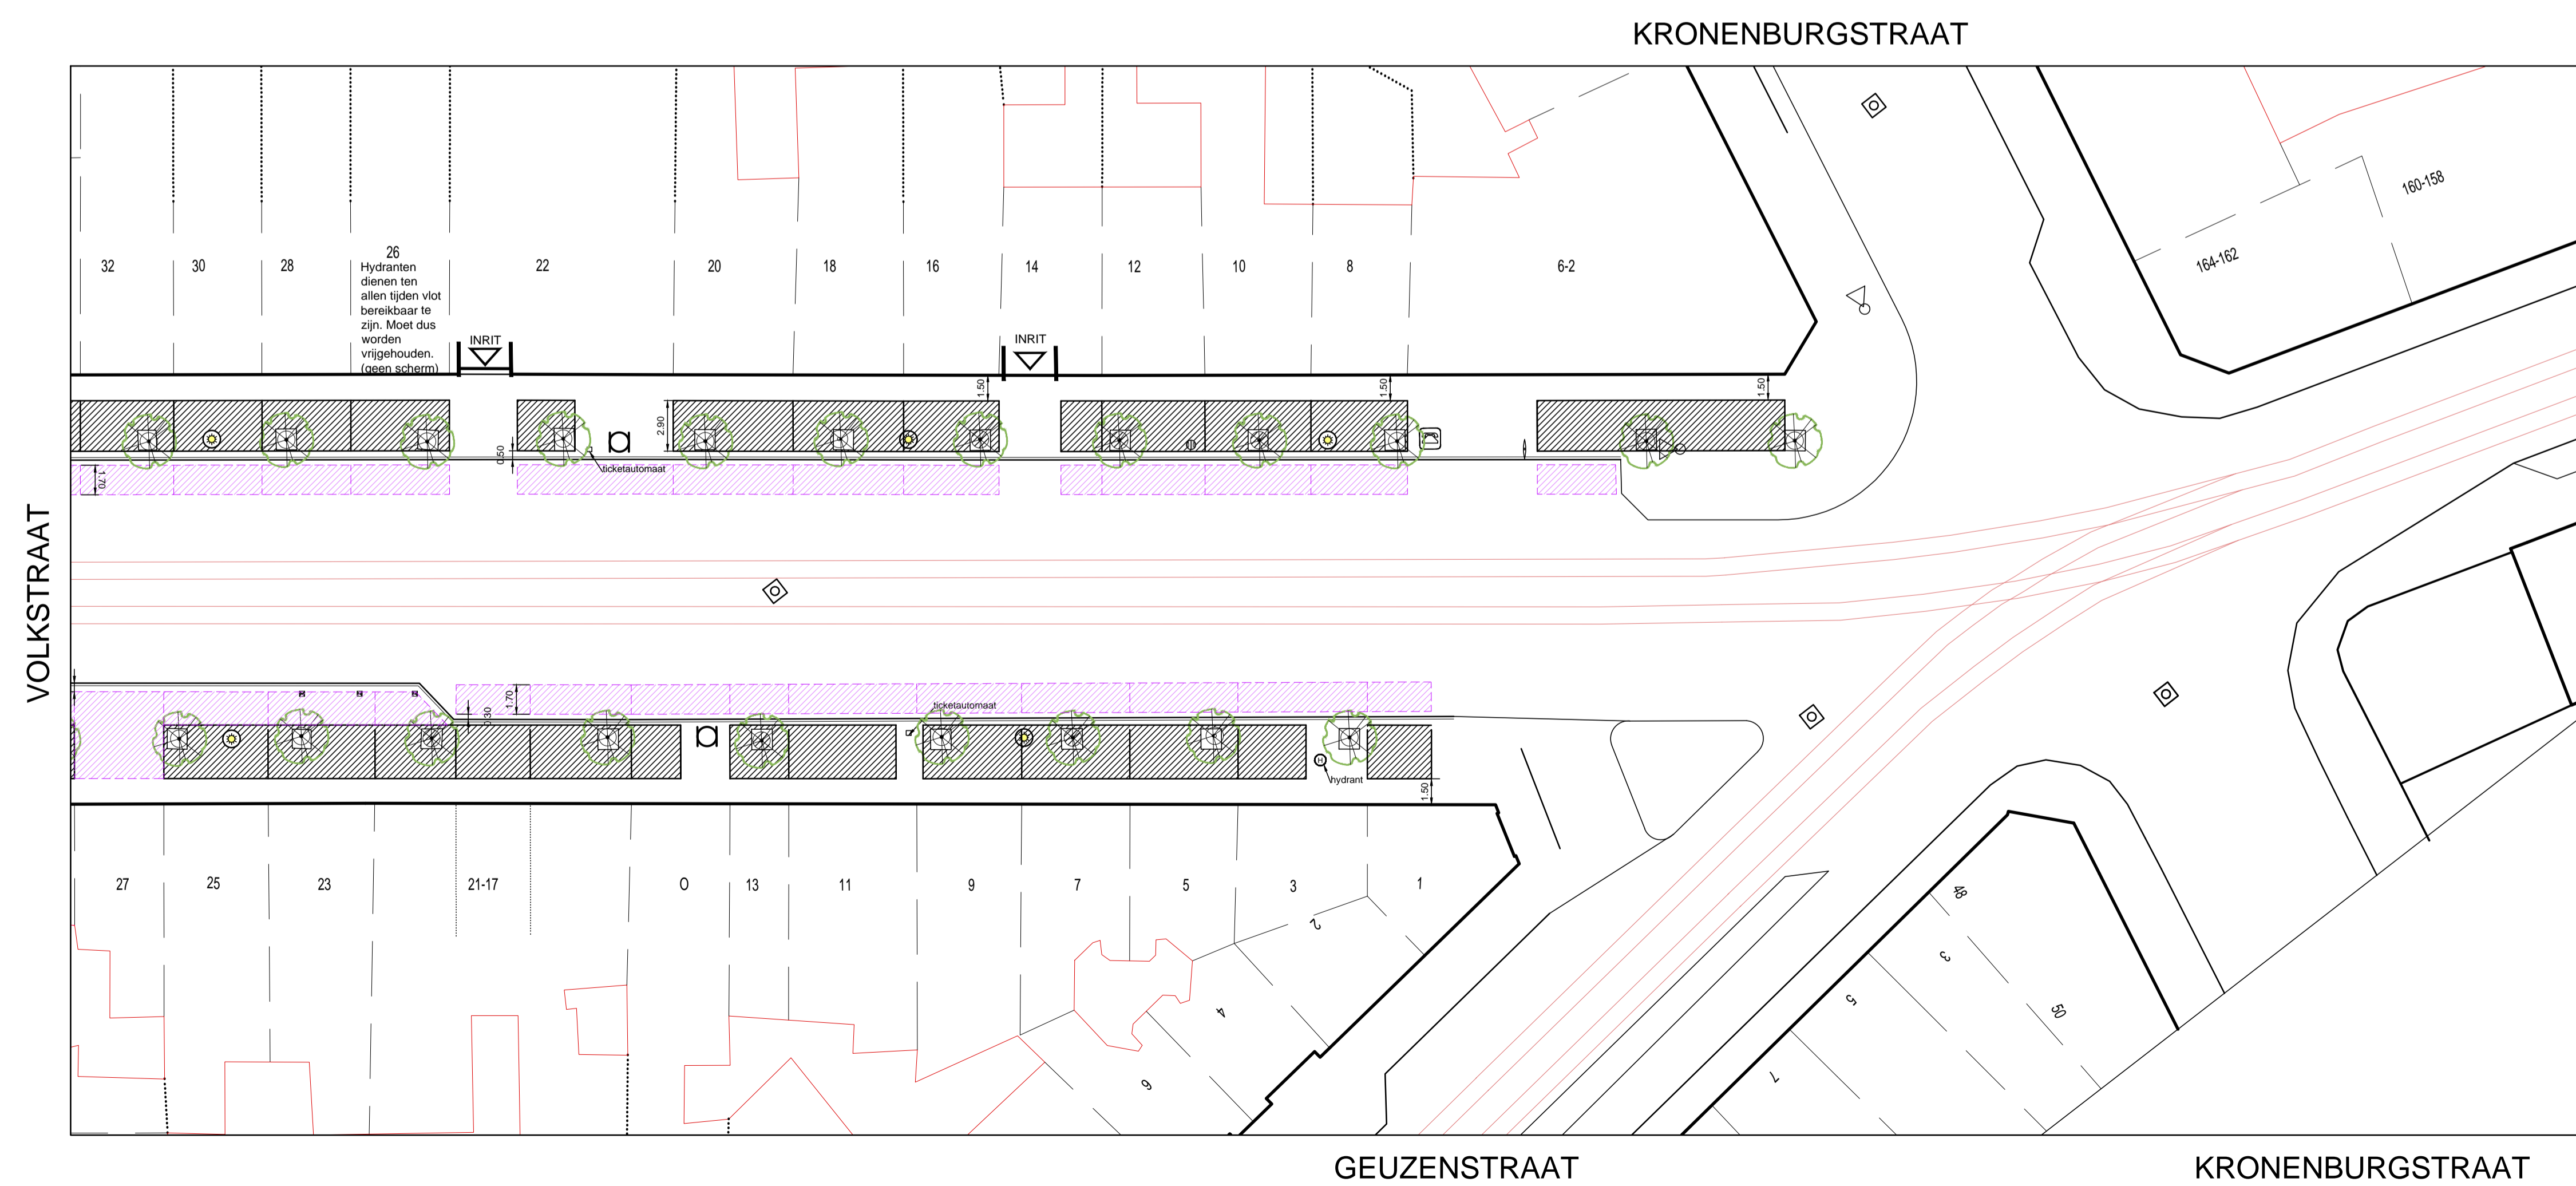 KRONENBURGSTRAAT
160-158
164-162
32
30
28
26
Hydranten
dienen ten
allen tijden vlot
bereikbaar te
zijn. Moet dus
worden
vrijgehouden.
(geen scherm)
22
20
18
16
14
12
10
8
6-2
INRIT
INRIT
1.50
1.50
1.50
2.90
0.50
1.70
ticketautomaat
VOLKSTRAAT
1.70
0.30
ticketautomaat
H
hydrant
1.50
27
25
23
21-17
O
13
11
9
7
5
3
1
2
4
6
48
3
5
50
7
GEUZENSTRAAT
KRONENBURGSTRAAT